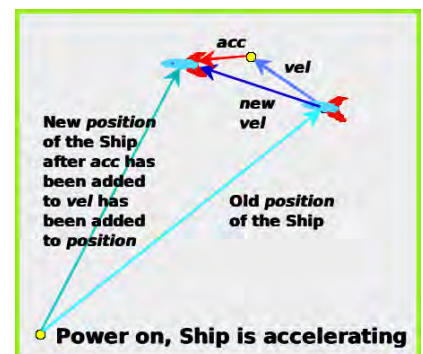 acc
vel
new
vel
New position
of the Ship
after acc has
been added
to vel has
been added
to position
Old position
of the Ship
Power on, Ship is accelerating